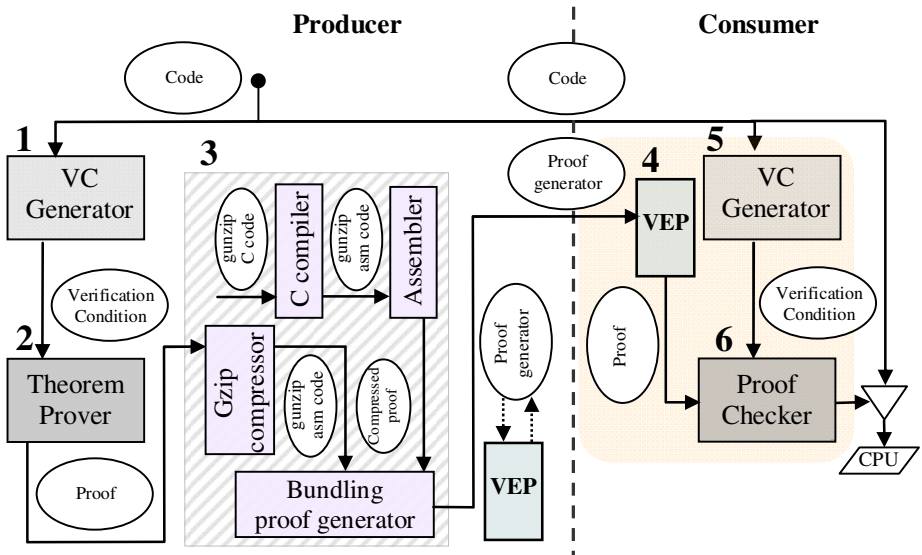 Producer
Consumer
Code
Code
1
VC
Generator
3
gunzip
C code
C compiler
gunzip
asm code
Assembler
Proof
generator
4
VEP
5
VC
Generator
Verification
Condition
2
Theorem
Prover
Gzip
compressor
gunzip
asm code
Compressed
proof
Proof
generator
Proof
Verification
Condition
6
Proof
Checker
Proof
Bundling
proof generator
VEP
CPU